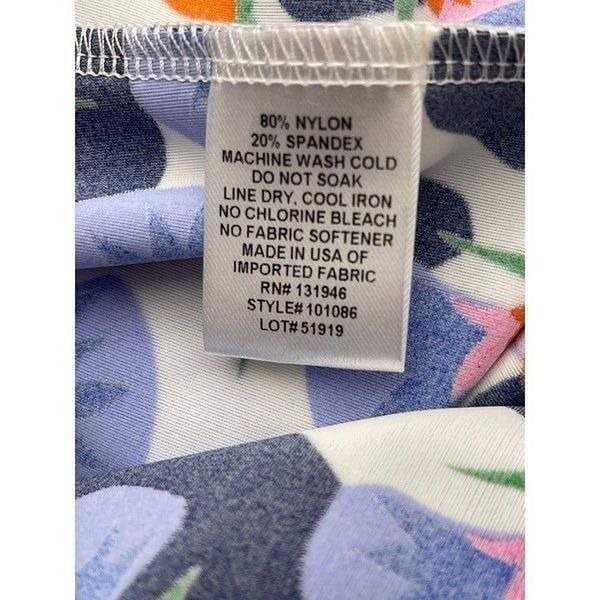 80% NYLON
20% SPANDEX
MACHINE WASH COLD
DO NOT SOAK
LINE DRY, COOL IRON
NO CHLORINE BLEACH
NO FABRIC SOFTENER
MADE IN USA OF
IMPORTED FABRIC
RN# 131946
STYLE# 101086
LOT# 51919